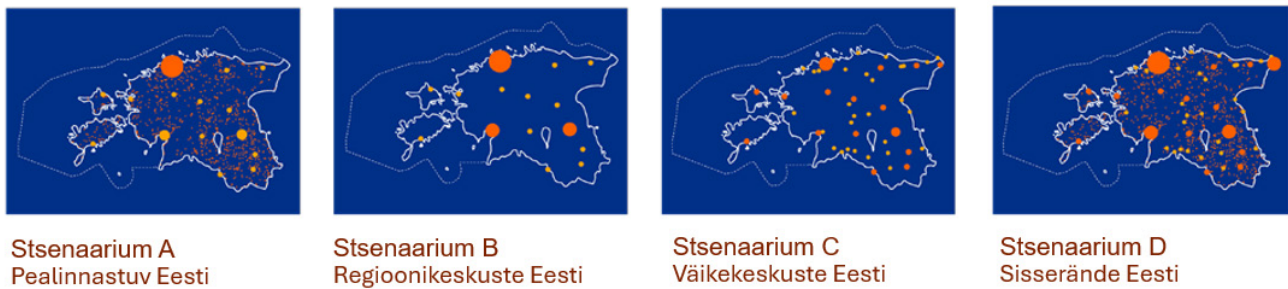 Stsenaarium A
Pealinnastuv Eesti
Stsenaarium B
Regioonikeskuste Eesti
Stsenaarium C
Väikekeskuste Eesti
Stsenaarium D
Sisserände Eesti